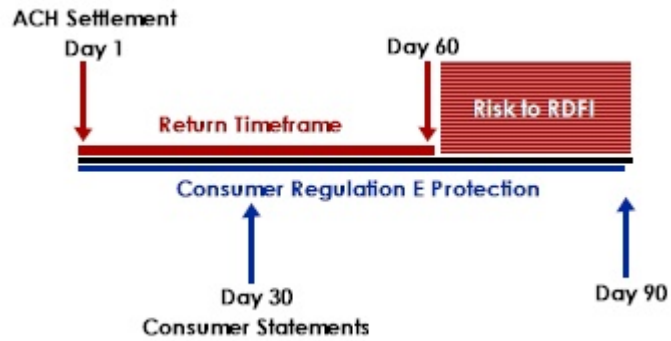 ACH Settlement
Day 1
Day 60
Return Timeframe
Risk to RDFI
Consumer Regulation E Protection
Day 30
Consumer Statements
Day 90